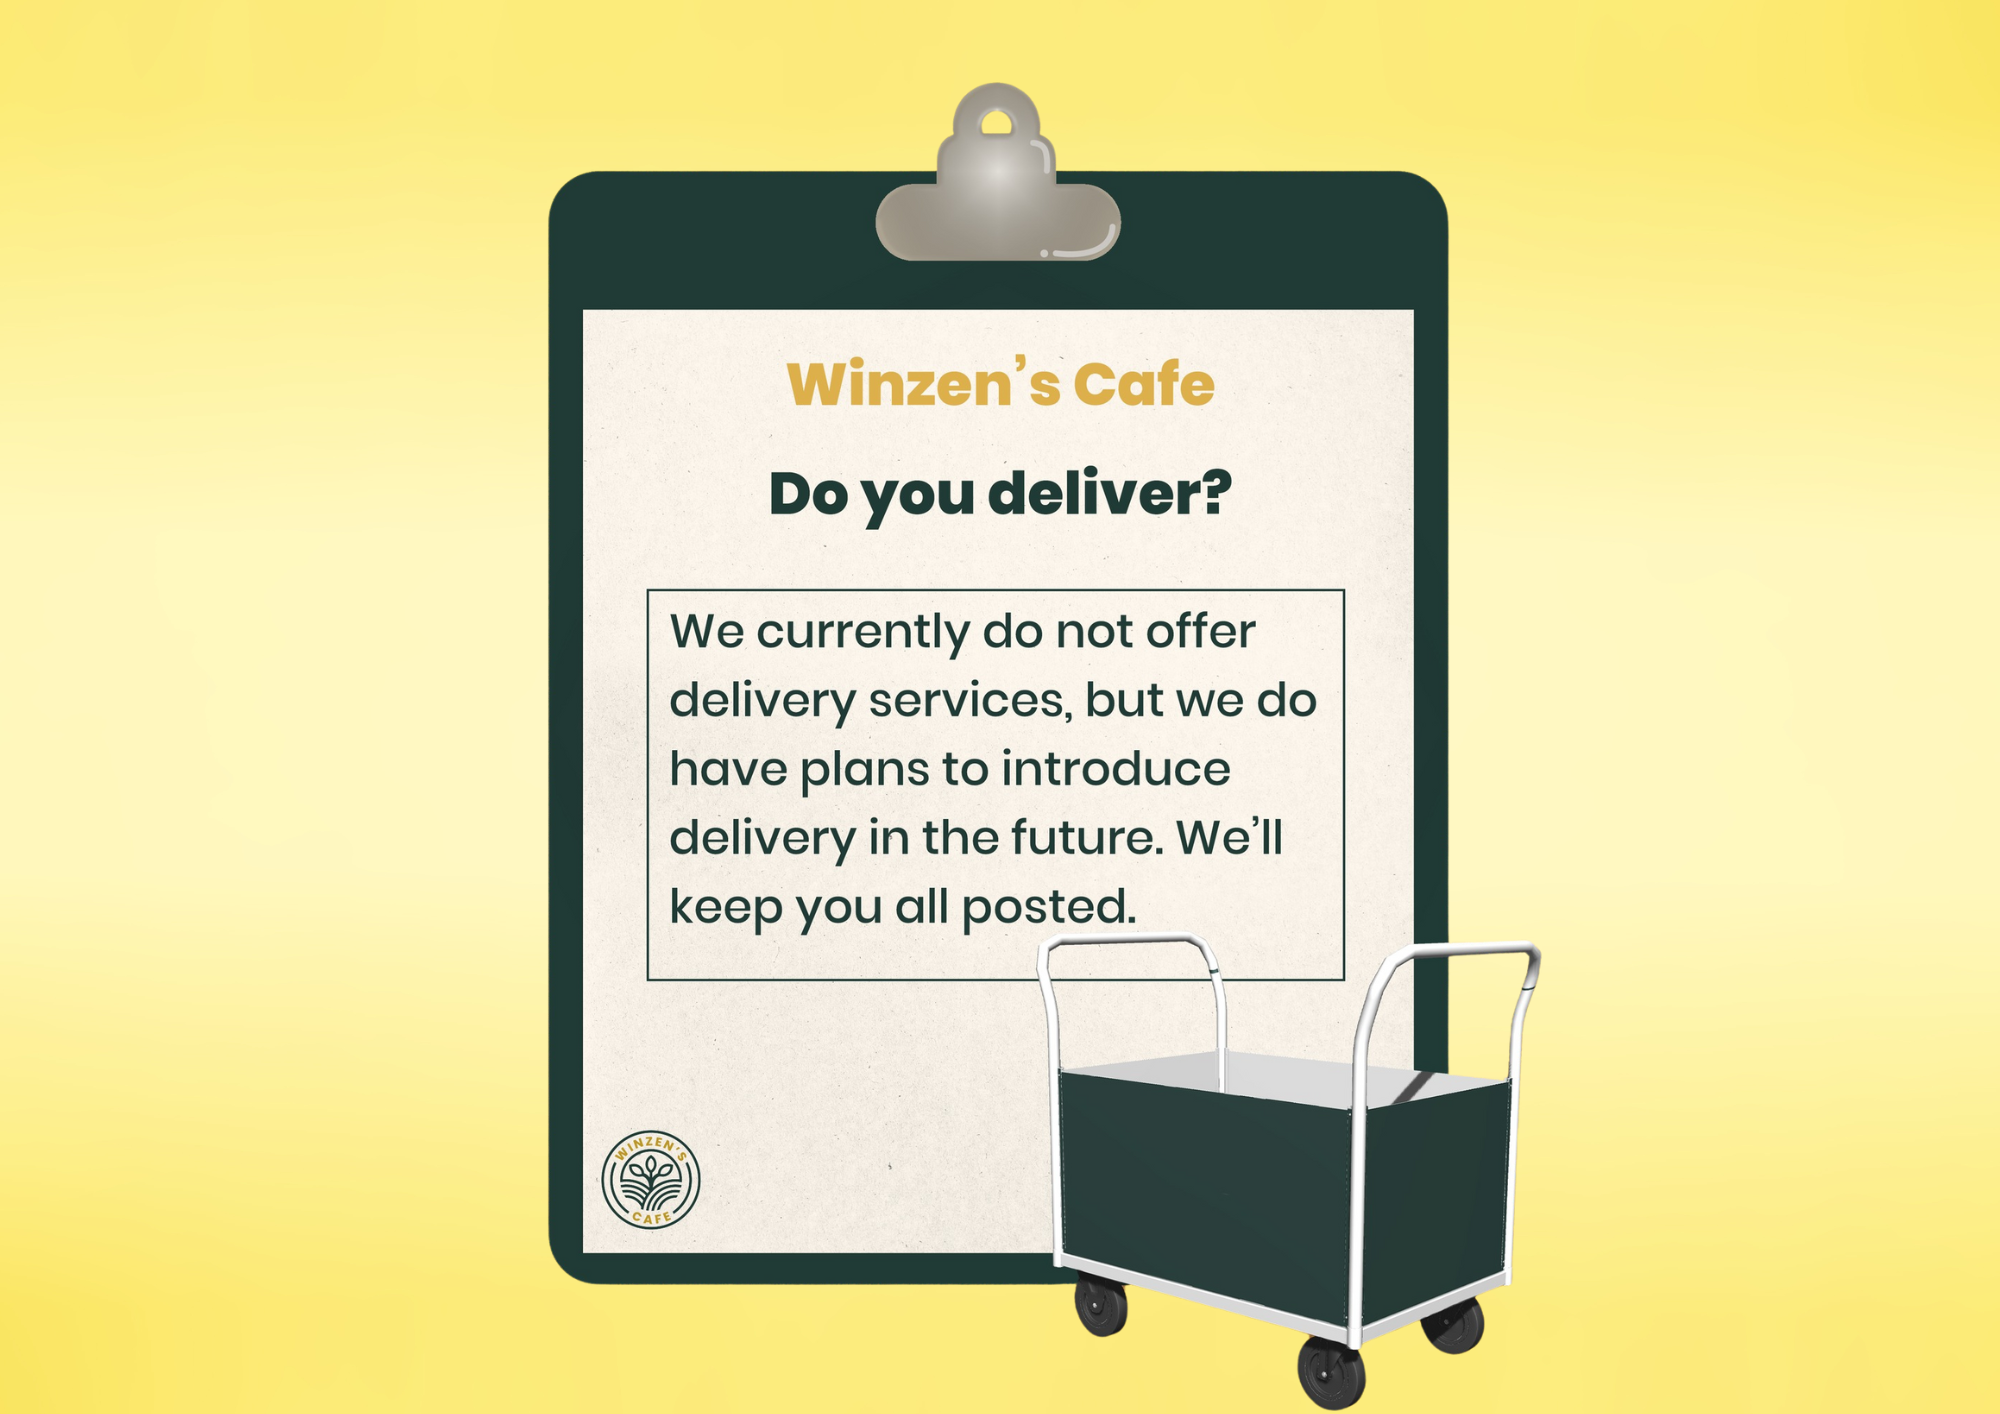 Winzen’s Cafe
Do you deliver?
We currently do not offer
delivery services, but we do
have plans to introduce
delivery in the future. We’ll
keep you all posted.
WINZEN’S
CAFE